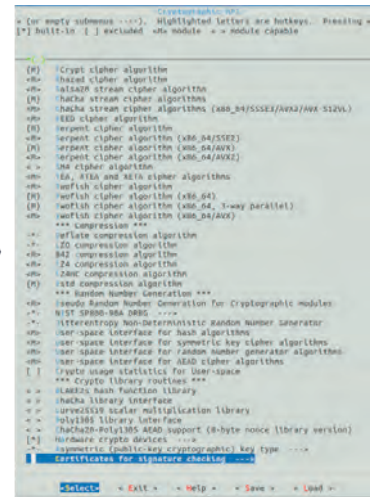 Cryptographic API
(or empty submenus ----). Highlighted letters are hotkeys. Pressing
[*] built-in [ ] excluded <M> module < > module capable
{M} TCrypt cipher algorithm
<M> Khazad cipher algorithm
<M> Salsa20 stream cipher algorithm
{M} ChaCha stream cipher algorithms
<M> ChaCha stream cipher algorithms (x86_64/SSSE3/AVX2/AVX-512VL)
<M> SEED cipher algorithm
{M} Serpent cipher algorithm
<M> Serpent cipher algorithm (x86_64/SSE2)
<M> Serpent cipher algorithm (x86_64/AVX)
<M> Serpent cipher algorithm (x86_64/AVX2)
< > SM4 cipher algorithm
<M> TEA, XTEA and XETA cipher algorithms
<M> Twofish cipher algorithm
{M} Twofish cipher algorithms (x86_64)
{M} Twofish cipher algorithm (x86_64, 3-way parallel)
<M> Twofish cipher algorithm (x86_64/AVX)
*** Compression ***
-*- Deflate compression algorithm
-*- LZO compression algorithm
<M> 842 compression algorithm
<M> LZ4 compression algorithm
<M> LZ4HC compression algorithm
{M} Zstd compression algorithm
*** Random Number Generation ***
<M> Pseudo Random Number Generation for Cryptographic modules
-*- NIST SP800-90A DRBG --->
-*- Jitterentropy Non-Deterministic Random Number Generator
<M> User-space interface for hash algorithms
<M> User-space interface for symmetric key cipher algorithms
<M> User-space interface for random number generator algorithms
<M> User-space interface for AEAD cipher algorithms
[ ] Crypto usage statistics for User-space
*** Crypto library routines ***
< > BLAKE2s hash function library
< > ChaCha library interface
< > Curve25519 scalar multiplication library
< > Poly1305 library interface
< > ChaCha20-Poly1305 AEAD support (8-byte nonce library version)
[*] Hardware crypto devices --->
-*- Asymmetric (public-key cryptographic) key type --->
Certificates for signature checking --->
<Select> < Exit > < Help > < Save > < Load >